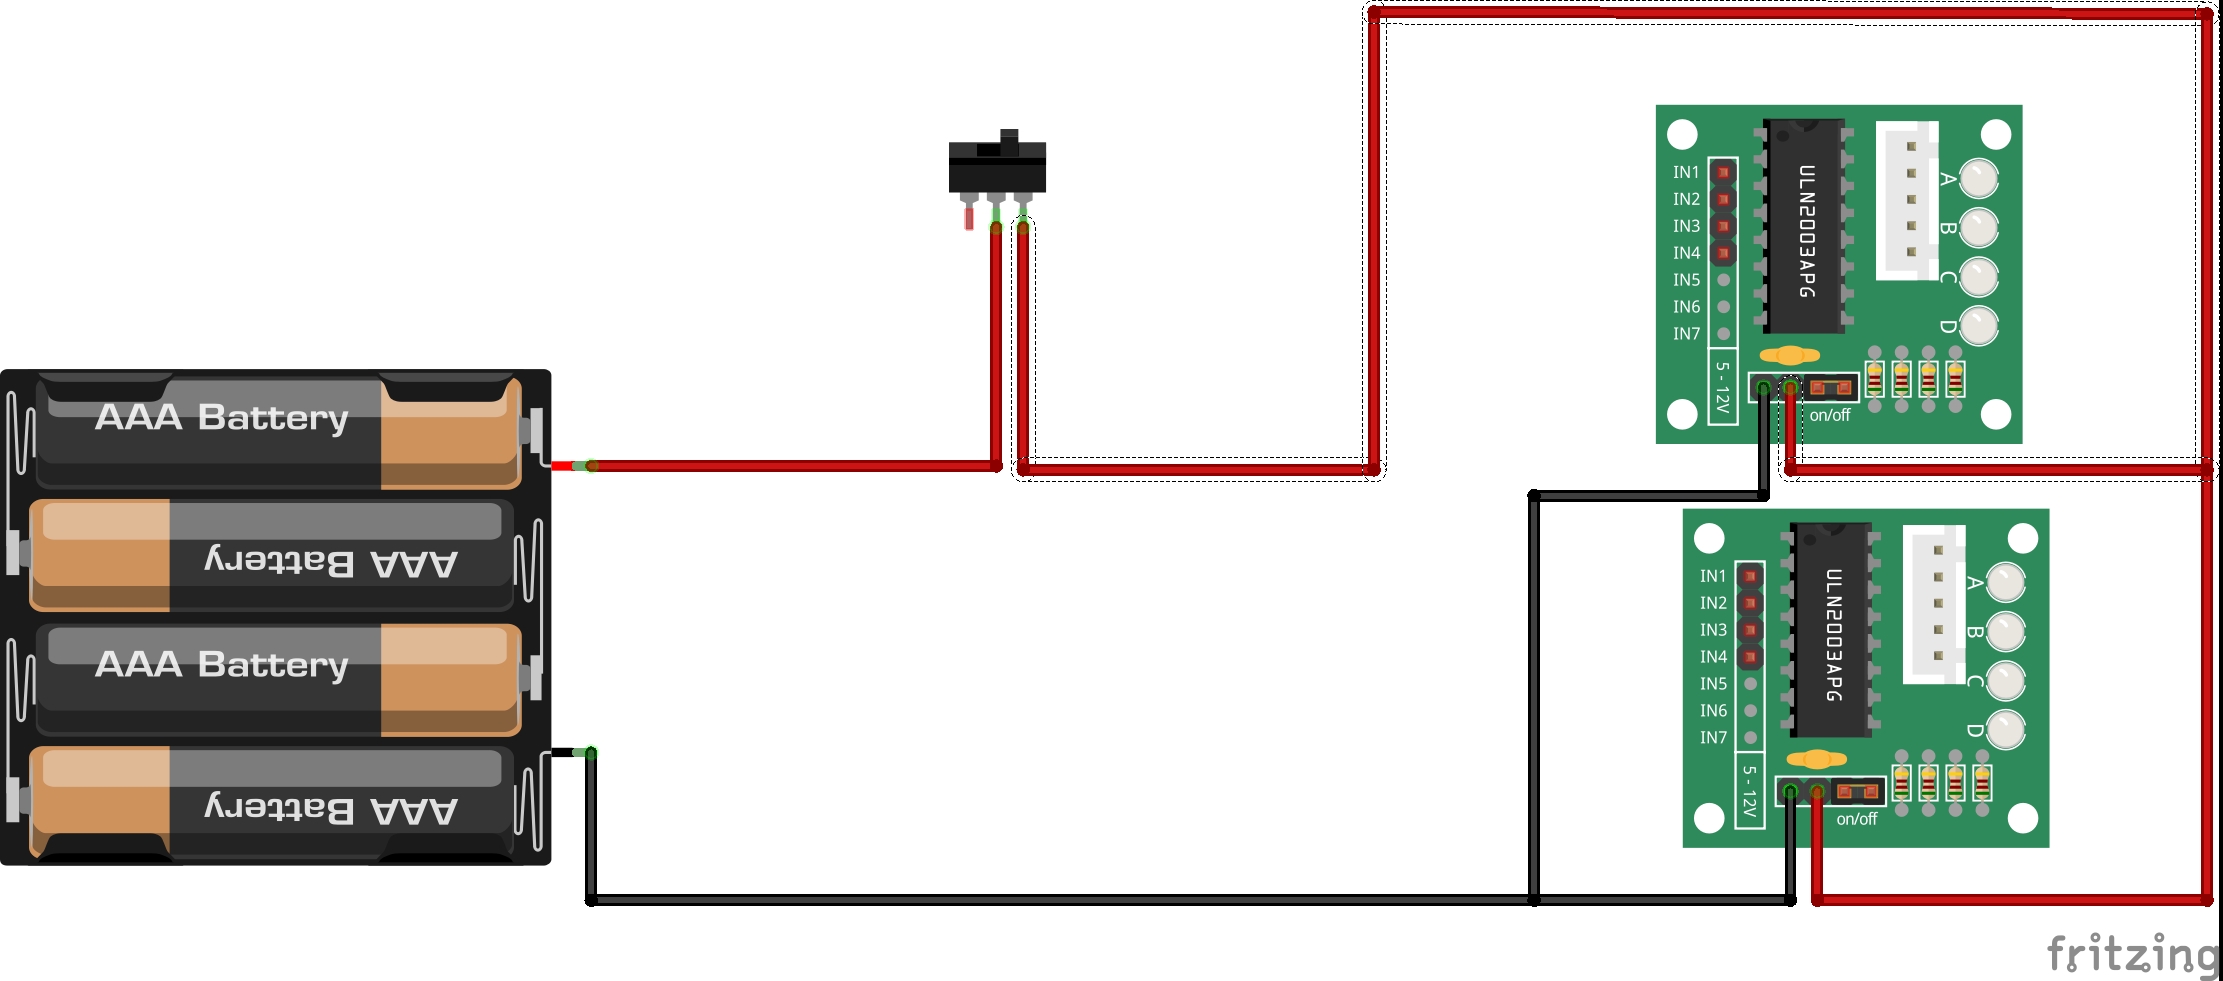 AAA Battery
AAA Battery
AAA Battery
AAA Battery
IN1
IN2
IN3
IN4
IN5
IN6
IN7
5 - 12V
ULN2003APG
A
B
C
D
on/off
IN1
IN2
IN3
IN4
IN5
IN6
IN7
5 - 12V
ULN2003APG
A
B
C
D
on/off
fritzing